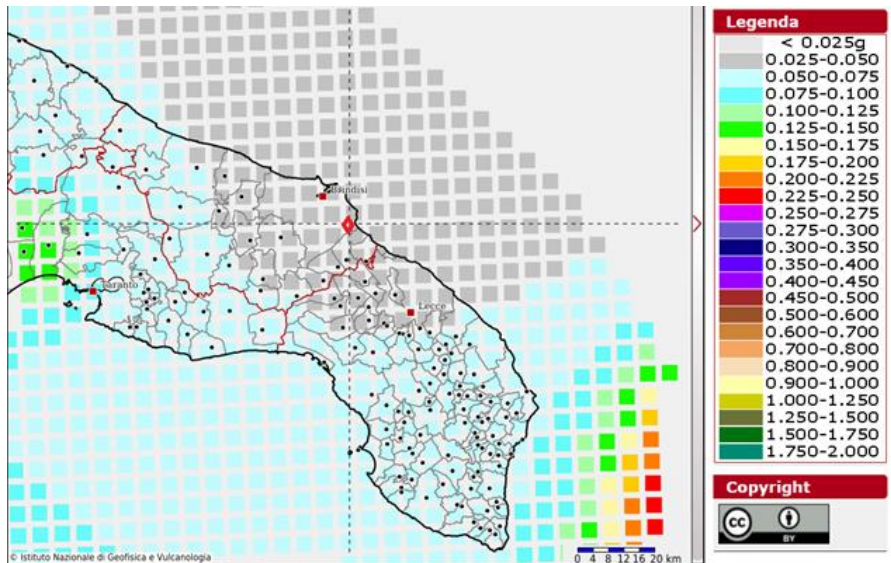 Legenda
< 0.025g
0.025-0.050
0.050-0.075
0.075-0.100
0.100-0.125
0.125-0.150
0.150-0.175
0.175-0.200
0.200-0.225
0.225-0.250
0.250-0.275
0.275-0.300
0.300-0.350
0.350-0.400
0.400-0.450
0.450-0.500
0.500-0.600
0.600-0.700
0.700-0.800
0.800-0.900
0.900-1.000
1.000-1.250
1.250-1.500
1.500-1.750
1.750-2.000
Brindisi
Taranto
Lecce
Copyright
cc
BY
© Istituto Nazionale di Geofisica e Vulcanologia
0 4 8 12 16 20 km